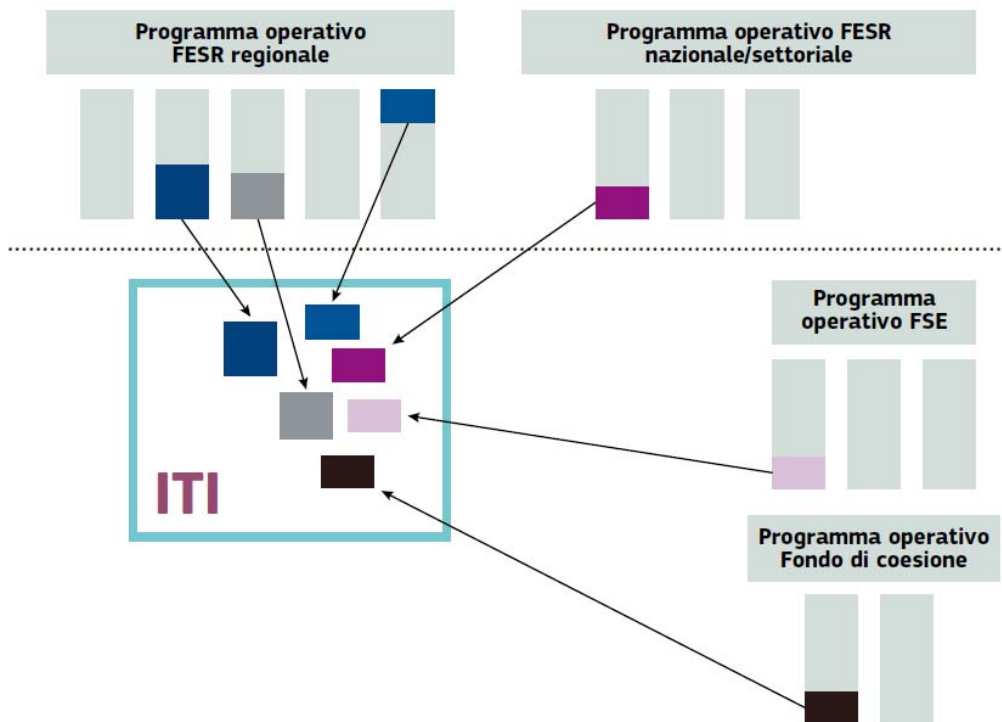 Programma operativo
FESR regionale
Programma operativo FESR
nazionale/settoriale
Programma
operativo FSE
ITI
Programma operativo
Fondo di coesione